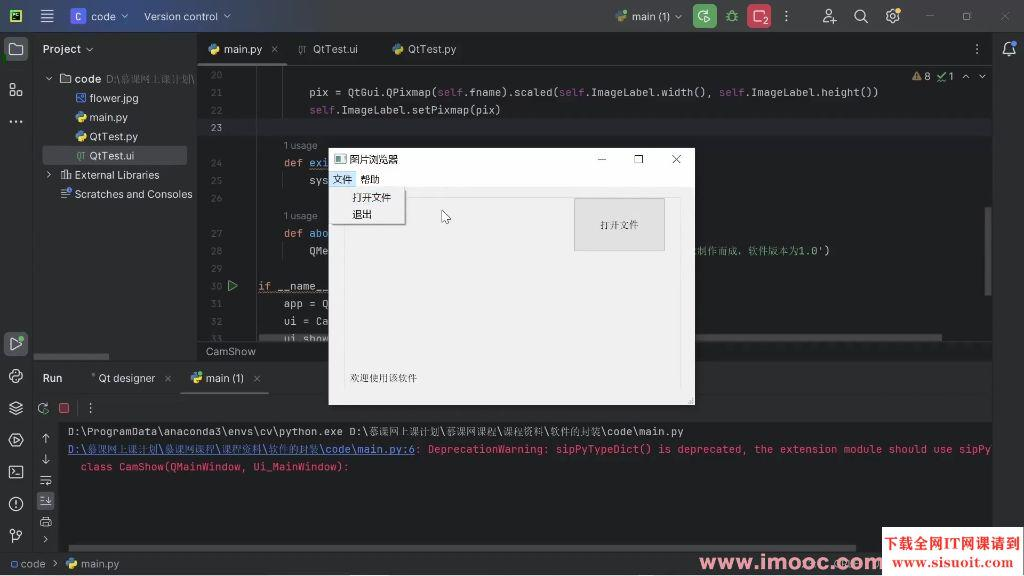 C code Version control main (1) 2
Project
main.py QtTest.ui QtTest.py
code D:\慕课网上课计划\
flower.jpg
main.py
QtTest.py
QtTest.ui
External Libraries
Scratches and Consoles
8 1
20
21 pix = QtGui.QPixmap(self.fname).scaled(self.ImageLabel.width(), self.ImageLabel.height())
22 self.ImageLabel.setPixmap(pix)
23
1 usage
24 def exi
25 sys
26
1 usage
27 def abo
28 QMe 制作而成，软件版本为1.0')
29
30 if __name__
31 app = Q
32 ui = Ca
33 ui.show
CamShow
图片浏览器
文件 帮助
打开文件
退出
打开文件
欢迎使用该软件
Run Qt designer main (1)
D:\ProgramData\anaconda3\envs\cv\python.exe D:\慕课网上课计划\慕课网课程\课程资料\软件的封装\code\main.py
D:\慕课网上课计划\慕课网课程\课程资料\软件的封装\code\main.py:6: DeprecationWarning: sipPyTypeDict() is deprecated, the extension module should use sipPy
class CamShow(QMainWindow, Ui_MainWindow):
code main.py
www.imooc.com
下载全网IT网课请到
www.sisuoit.com